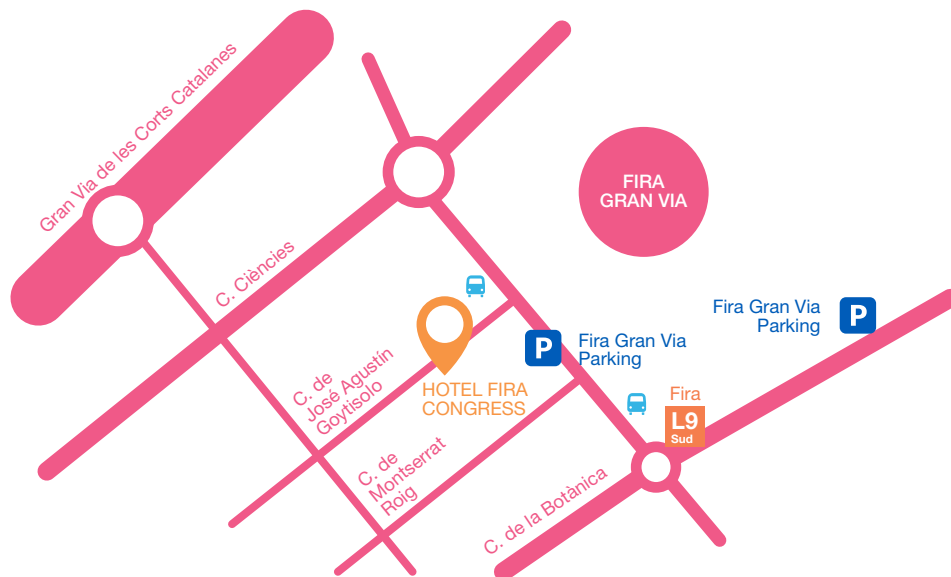 Gran Via de les Corts Catalanes
C. Ciències
FIRA
GRAN VIA
Fira Gran Via
Parking
P
P
Fira Gran Via
Parking
C. de
José Agustín
Goytisolo
HOTEL FIRA
CONGRESS
Fira
L9
Sud
C. de
Montserrat
Roig
C. de la Botànica